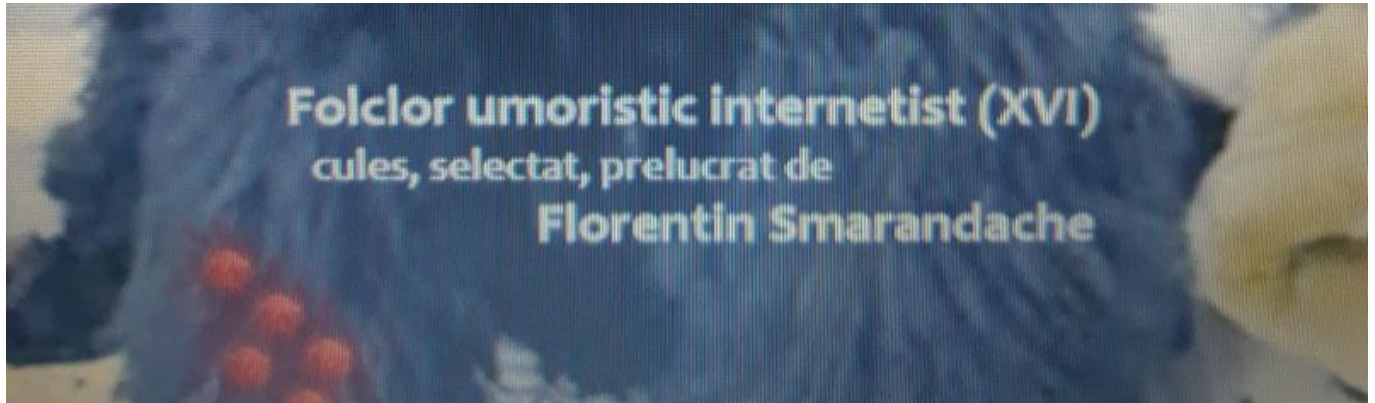 Folclor umoristic internetist (XVI)
cules, selectat, prelucrat de
Florentin Smarandache